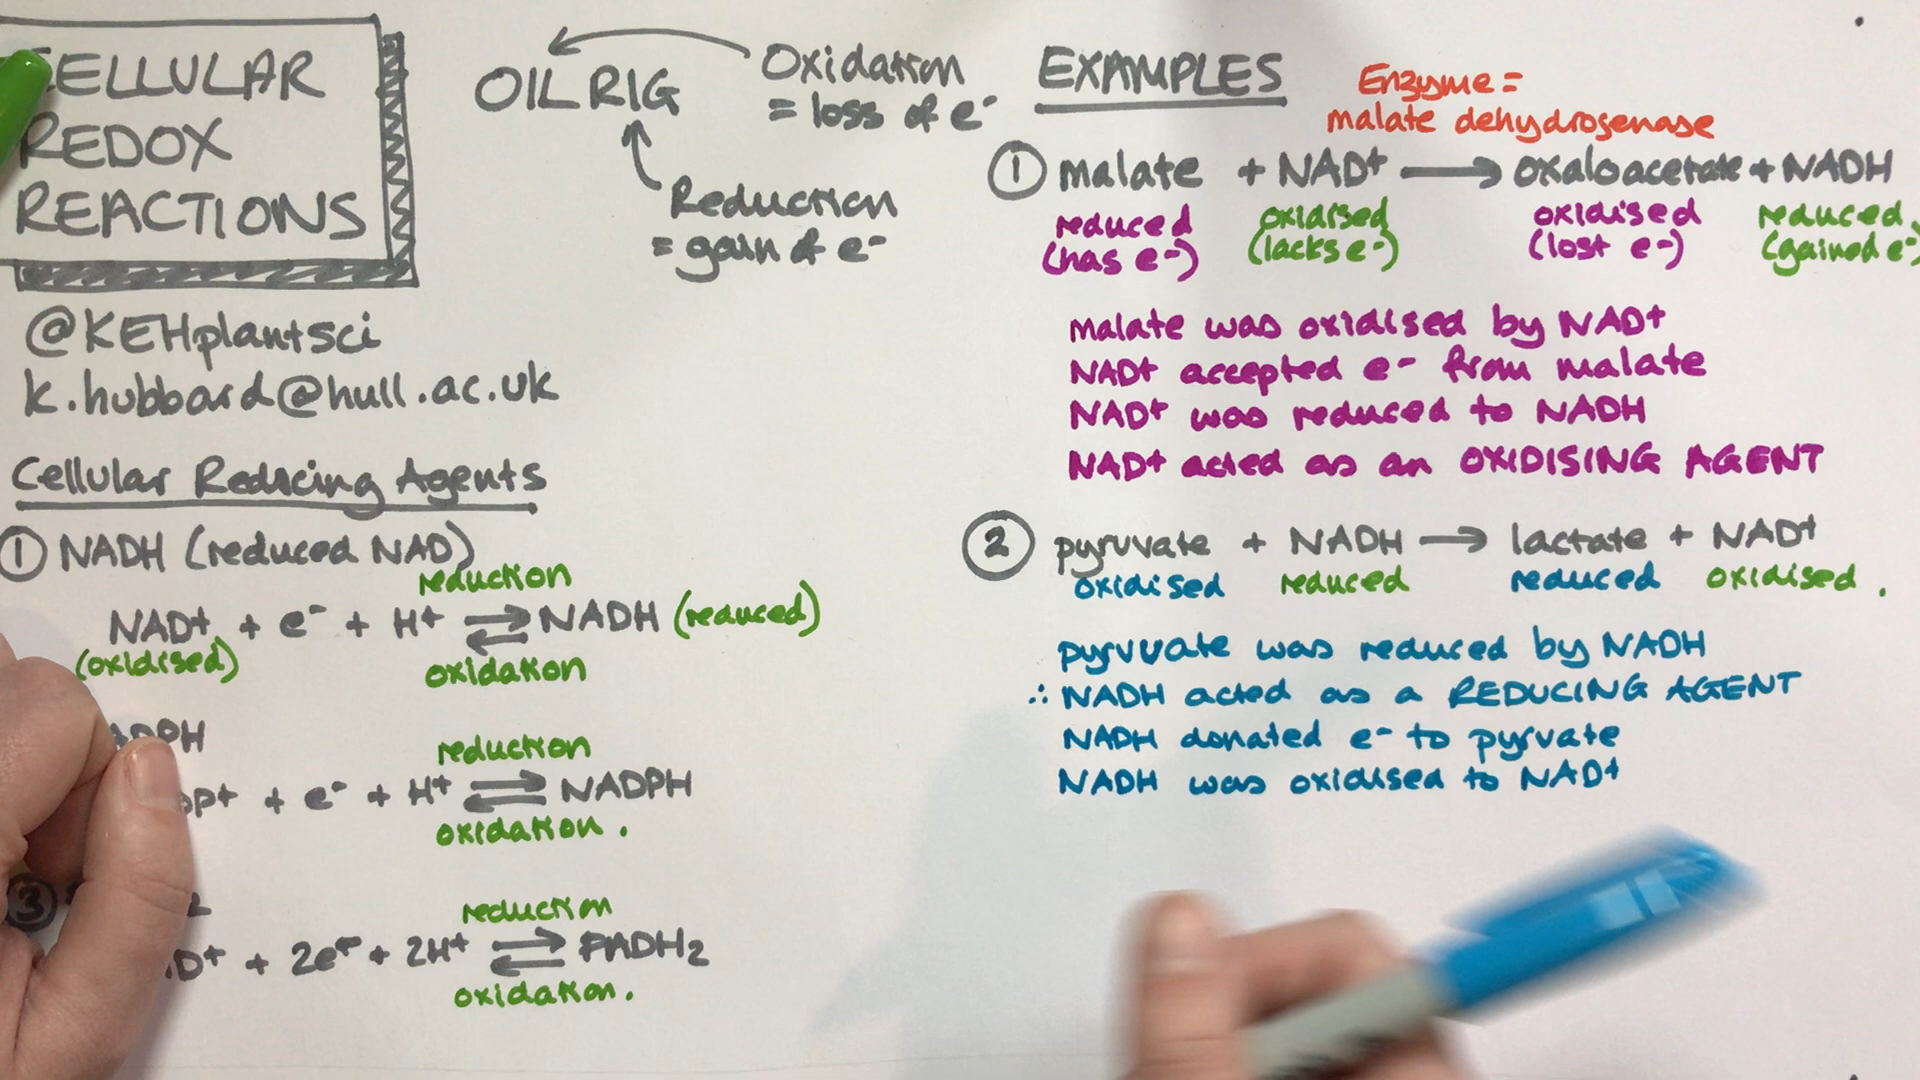 CELLULAR
REDOX
REACTIONS
@KEHplantsci
k.hubbard@hull.ac.uk
OILRIG
Oxidation
= loss of e-
Reduction
= gain of e-
Cellular Reducing Agents
① NADH (reduced NAD)
reduction
NAD+ + e- + H+ ⇌ NADH (reduced)
(oxidised)
oxidation
reduction
+ e- + H+ ⇌ NADPH
oxidation.
③
reduction
+ 2e- + 2H+ ⇌ FADH2
oxidation.
EXAMPLES
Enzyme =
malate dehydrogenase
① malate + NAD+ → oxaloacetate + NADH
reduced oxidised oxidised reduced
(has e-) (lacks e-) (lost e-) (gained e-)
malate was oxidised by NAD+
NAD+ accepted e- from malate
NAD+ was reduced to NADH
NAD+ acted as an OXIDISING AGENT
② pyruvate + NADH → lactate + NAD+
oxidised reduced reduced oxidised.
pyruvate was reduced by NADH
∴ NADH acted as a REDUCING AGENT
NADH donated e- to pyrvate
NADH was oxidised to NAD+